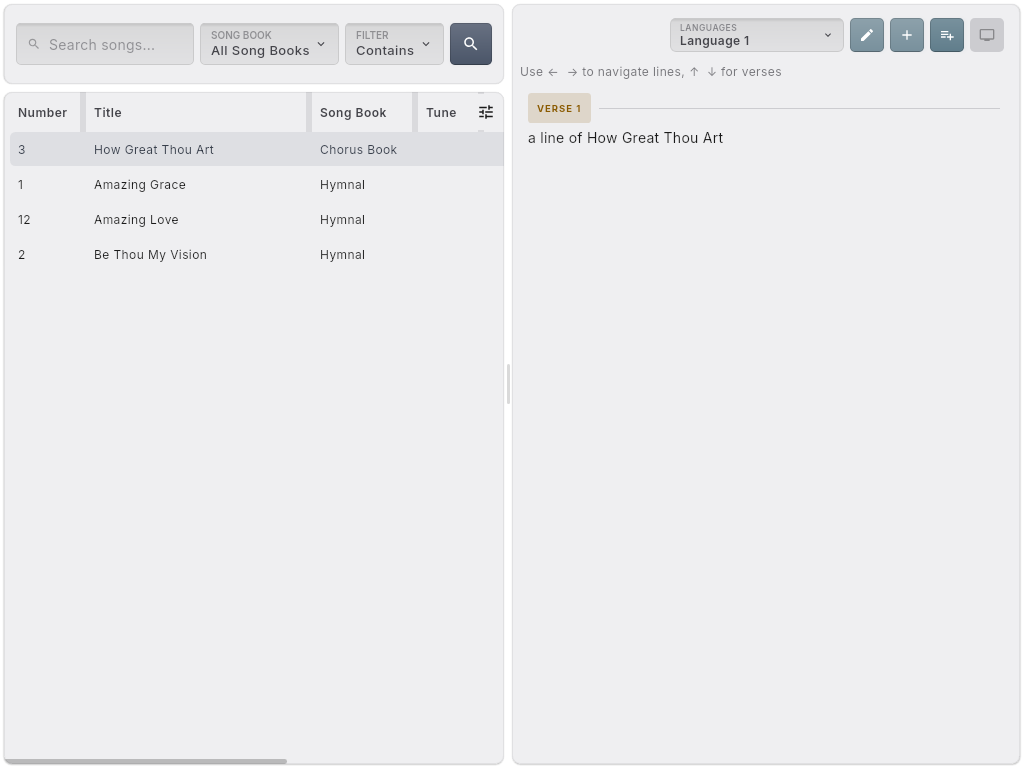 Search songs...
SONG BOOK
All Song Books
FILTER
Contains
Number Title Song Book Tune
3 How Great Thou Art Chorus Book
1 Amazing Grace Hymnal
12 Amazing Love Hymnal
2 Be Thou My Vision Hymnal
LANGUAGES
Language 1
Use ← → to navigate lines, ↑ ↓ for verses
VERSE 1
a line of How Great Thou Art